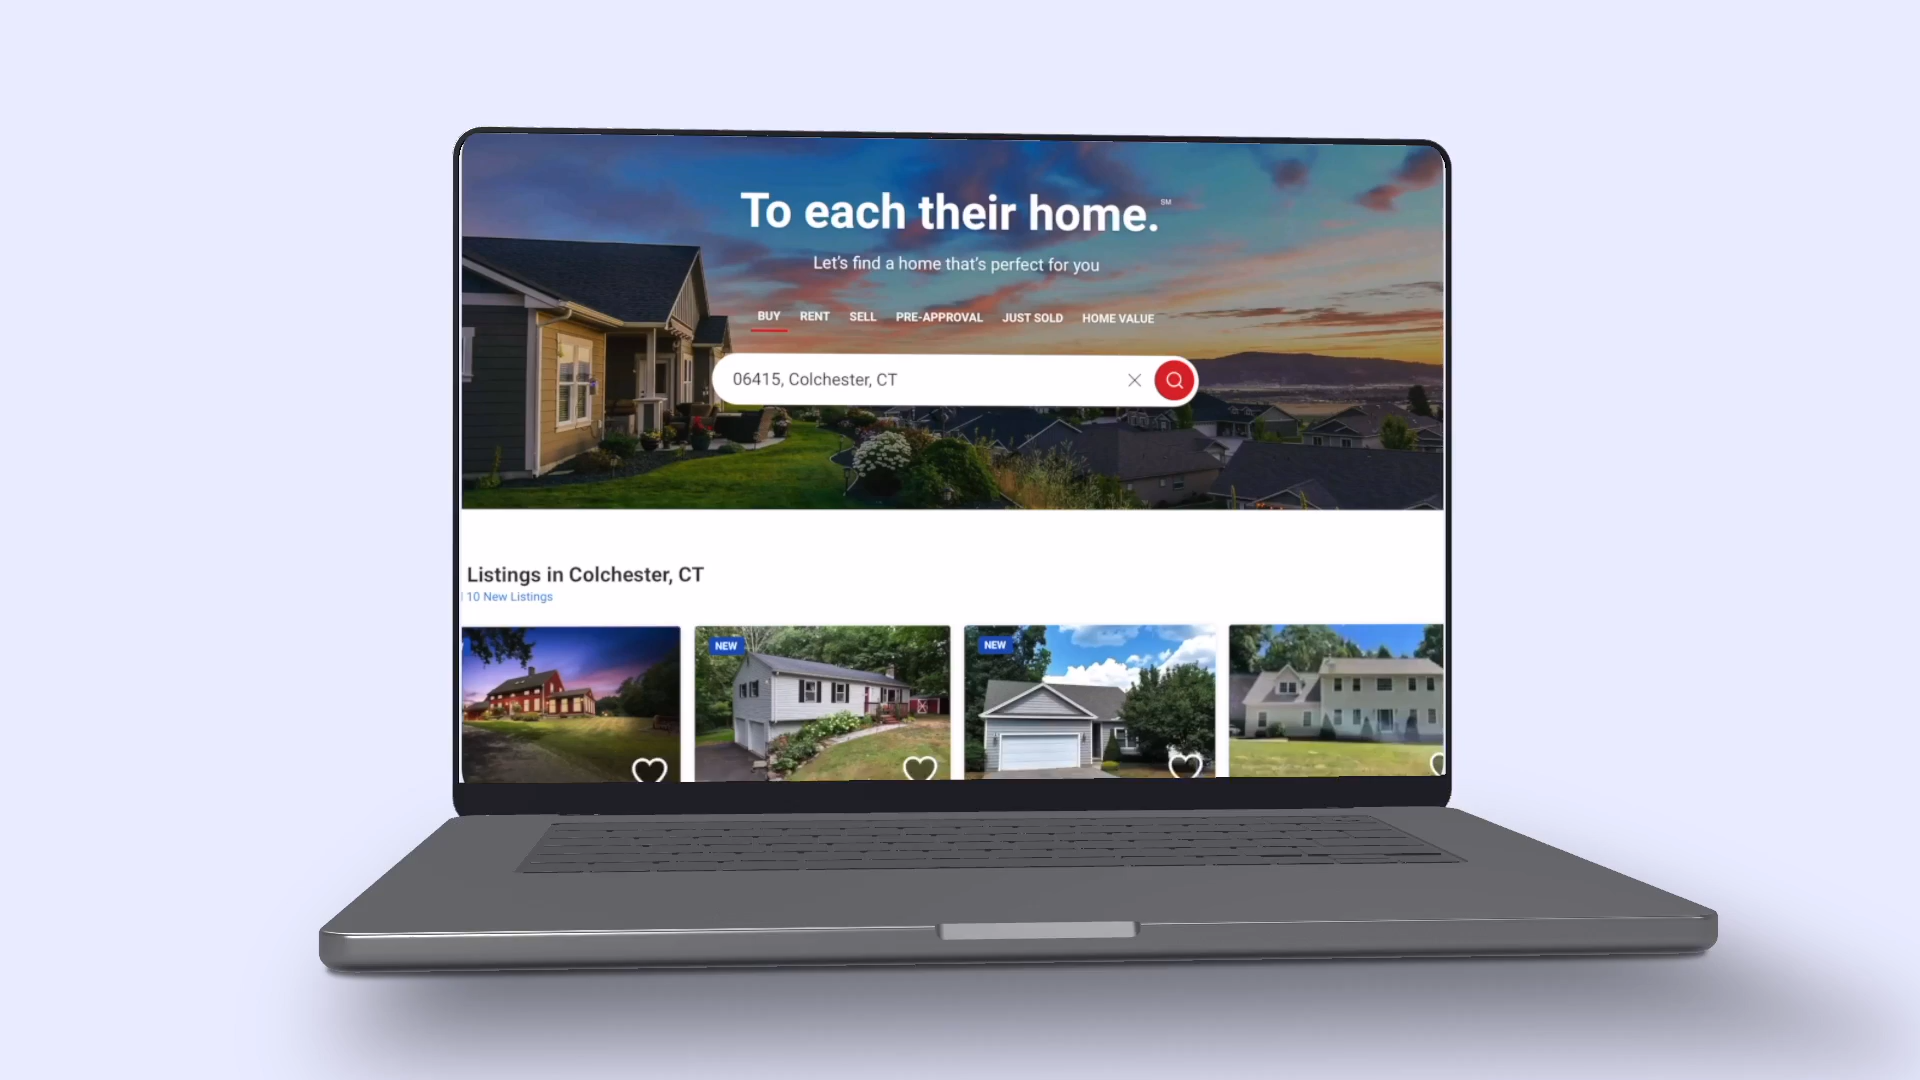 To each their home.℠
Let's find a home that's perfect for you
BUY RENT SELL PRE-APPROVAL JUST SOLD HOME VALUE
06415, Colchester, CT
Listings in Colchester, CT
10 New Listings
NEW
NEW